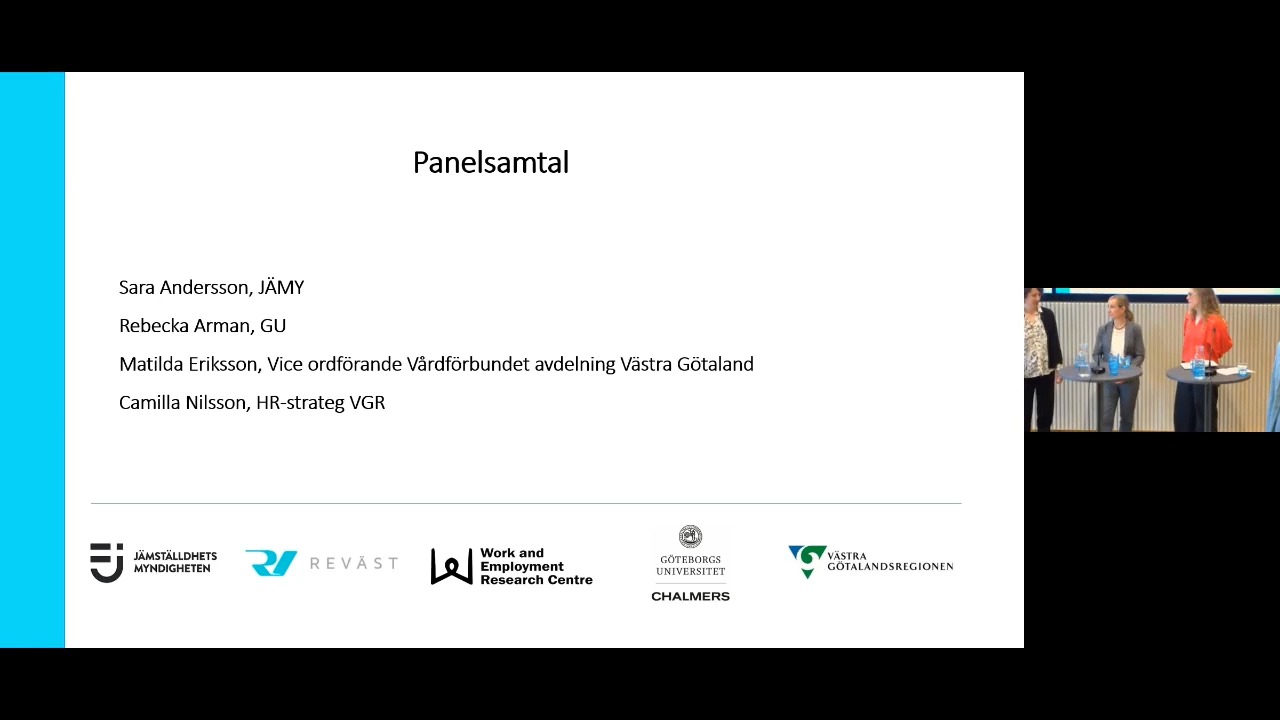 Panelsamtal
Sara Andersson, JÄMY
Rebecka Arman, GU
Matilda Eriksson, Vice ordförande Vårdförbundet avdelning Västra Götaland
Camilla Nilsson, HR-strateg VGR
JÄMSTÄLLDHETS
MYNDIGHETEN
REVÄST
Work and
Employment
Research Centre
GÖTEBORGS
UNIVERSITET
CHALMERS
VÄSTRA
GÖTALANDSREGIONEN